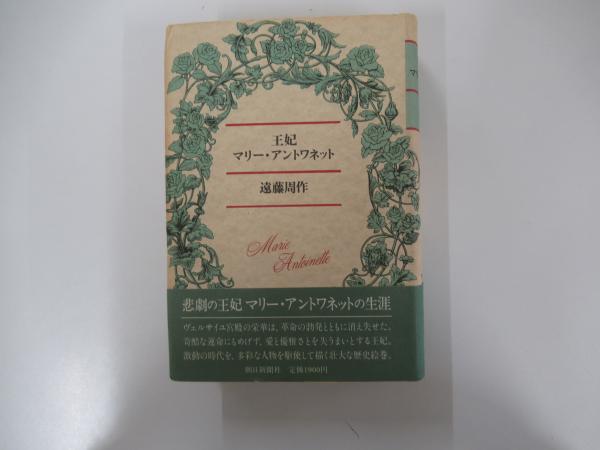 王妃
マリー・アントワネット
遠藤周作
Marie
Antoinette
悲劇の王妃 マリー・アントワネットの生涯
ヴェルサイユ宮殿の栄華は、革命の勃発とともに消え失せた。
苛酷な運命にもめげず、愛と優雅さとを失うまいとする王妃。
激動の時代を、多彩な人物を駆使して描く壮大な歴史絵巻。
朝日新聞社 定価1900円